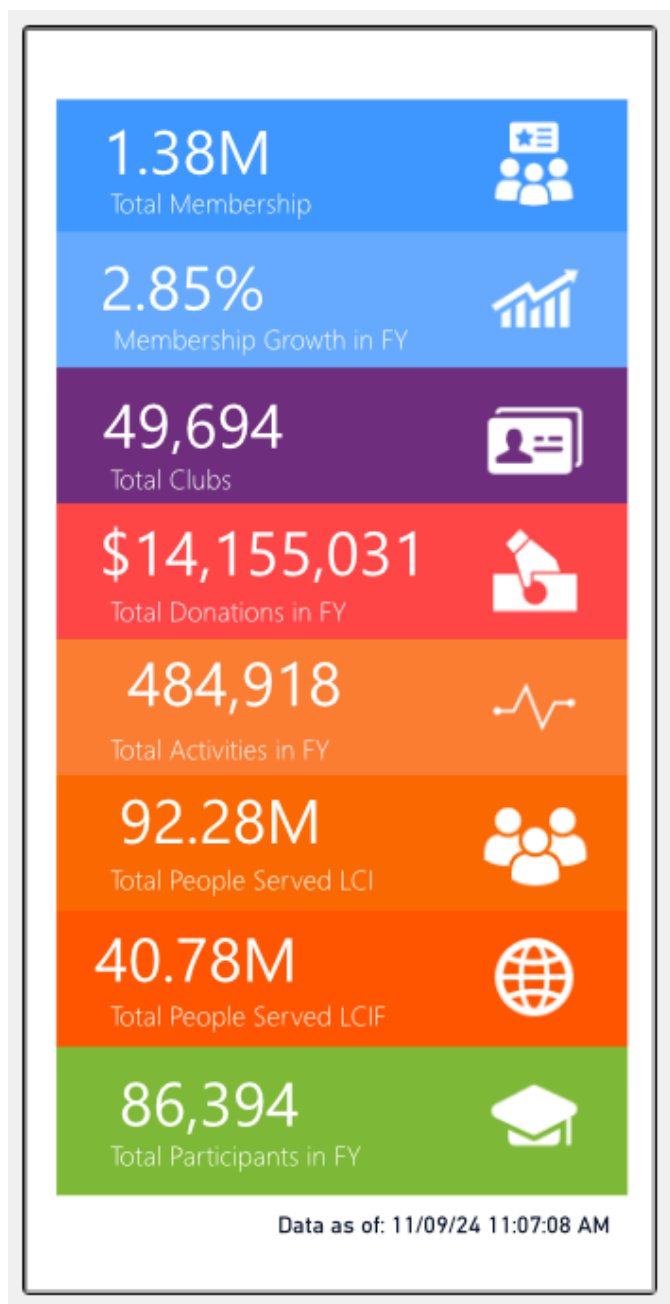 1.38M
Total Membership
2.85%
Membership Growth in FY
49,694
Total Clubs
$14,155,031
Total Donations in FY
484,918
Total Activities in FY
92.28M
Total People Served LCI
40.78M
Total People Served LCIF
86,394
Total Participants in FY
Data as of: 11/09/24 11:07:08 AM